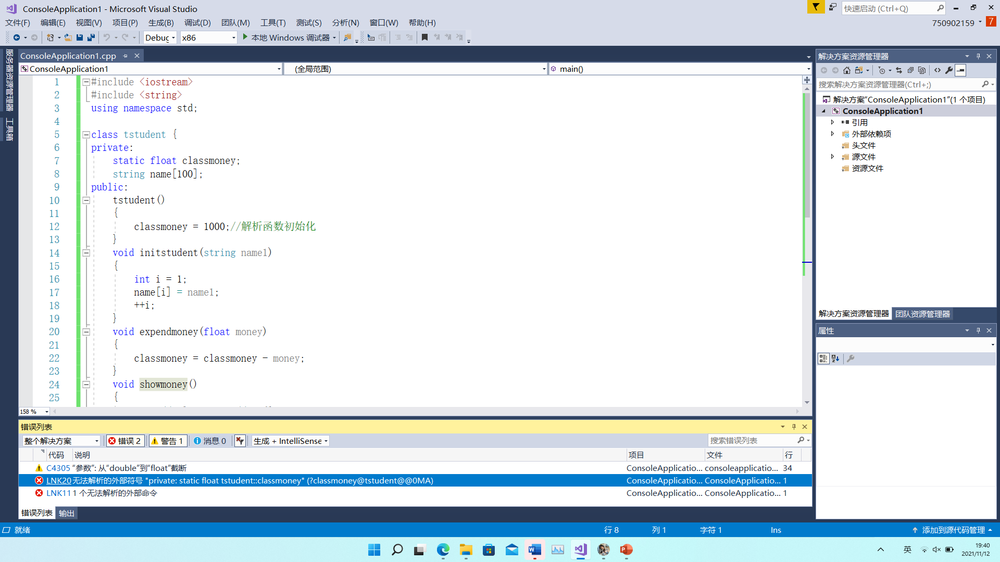 ConsoleApplication1 - Microsoft Visual Studio
快速启动 (Ctrl+Q)
文件(F) 编辑(E) 视图(V) 项目(P) 生成(B) 调试(D) 团队(M) 工具(T) 测试(S) 分析(N) 窗口(W) 帮助(H)
750902159
7
Debug x86 本地 Windows 调试器
服务器资源管理器
工具箱
ConsoleApplication1.cpp
ConsoleApplication1 (全局范围) main()
1 #include <iostream>
2 #include <string>
3 using namespace std;
4
5 class tstudent {
6 private:
7 static float classmoney;
8 string name[100];
9 public:
10 tstudent()
11 {
12 classmoney = 1000;//解析函数初始化
13 }
14 void initstudent(string name1)
15 {
16 int i = 1;
17 name[i] = name1;
18 ++i;
19 }
20 void expendmoney(float money)
21 {
22 classmoney = classmoney - money;
23 }
24 void showmoney()
25 {
158 %
解决方案资源管理器
搜索解决方案资源管理器(Ctrl+;)
解决方案"ConsoleApplication1"(1 个项目)
ConsoleApplication1
引用
外部依赖项
头文件
源文件
资源文件
解决方案资源管理器 团队资源管理器
属性
错误列表
整个解决方案 错误 2 警告 1 消息 0 生成 + IntelliSense 搜索错误列表
代码 说明 项目 文件 行
C4305 "参数": 从"double"到"float"截断 ConsoleApplicatio... consoleapplicatio... 34
LNK20 无法解析的外部符号 "private: static float tstudent::classmoney" (?classmoney@tstudent@@0MA) ConsoleApplicatio... ConsoleApplicatio... 1
LNK11 1 个无法解析的外部命令 ConsoleApplicatio... ConsoleApplicatio... 1
错误列表 输出
就绪 行 8 列 1 字符 1 Ins 添加到源代码管理
英
19:40
2021/11/12